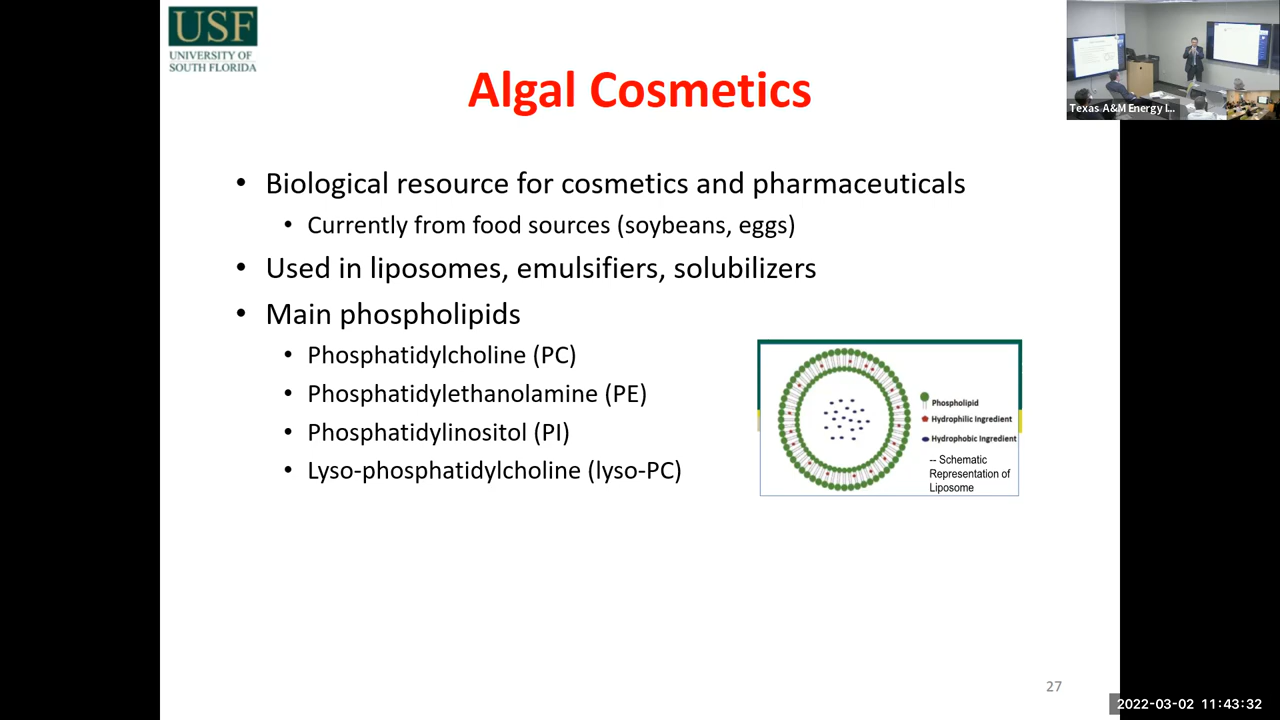 USF
UNIVERSITY OF
SOUTH FLORIDA
Algal Cosmetics
Texas A&M Energy I...
• Biological resource for cosmetics and pharmaceuticals
• Currently from food sources (soybeans, eggs)
• Used in liposomes, emulsifiers, solubilizers
• Main phospholipids
• Phosphatidylcholine (PC)
• Phosphatidylethanolamine (PE)
• Phosphatidylinositol (PI)
• Lyso-phosphatidylcholine (lyso-PC)
Phospholipid
Hydrophilic Ingredient
Hydrophobic Ingredient
-- Schematic
Representation of
Liposome
27
2022-03-02 11:43:32